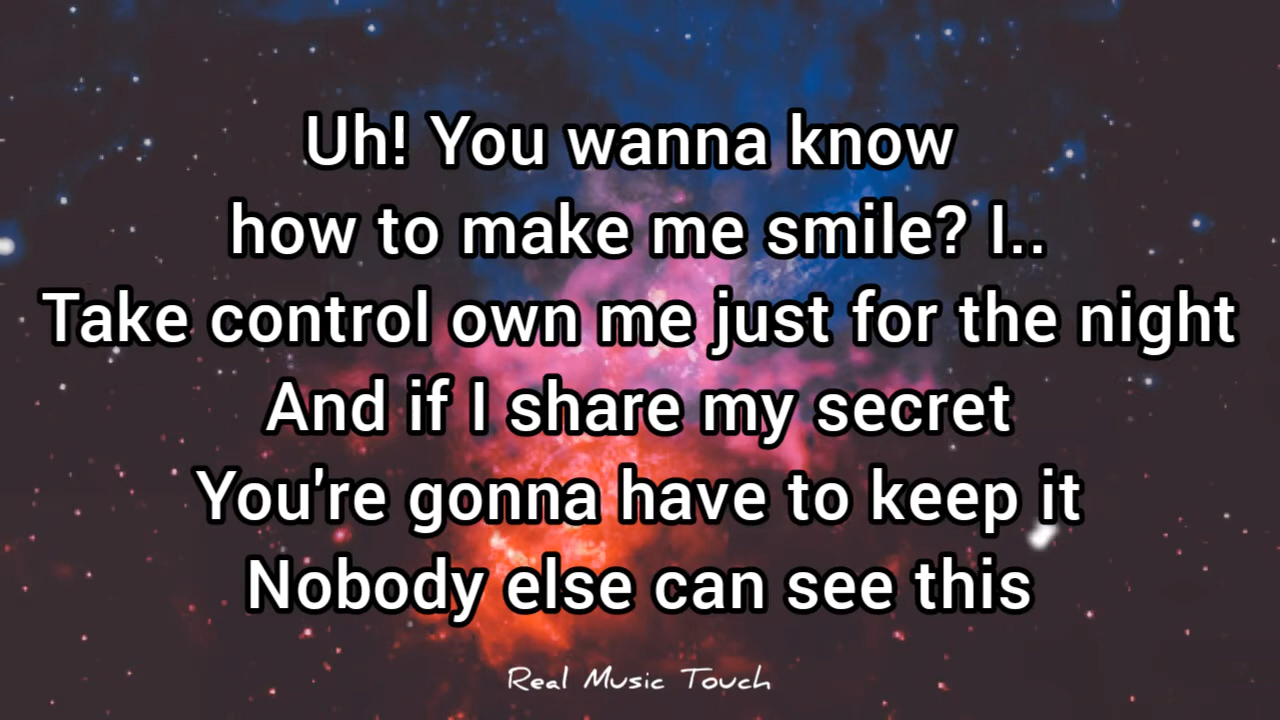 Uh! You wanna know
how to make me smile? I..
Take control own me just for the night
And if I share my secret
You're gonna have to keep it
Nobody else can see this
Real Music Touch